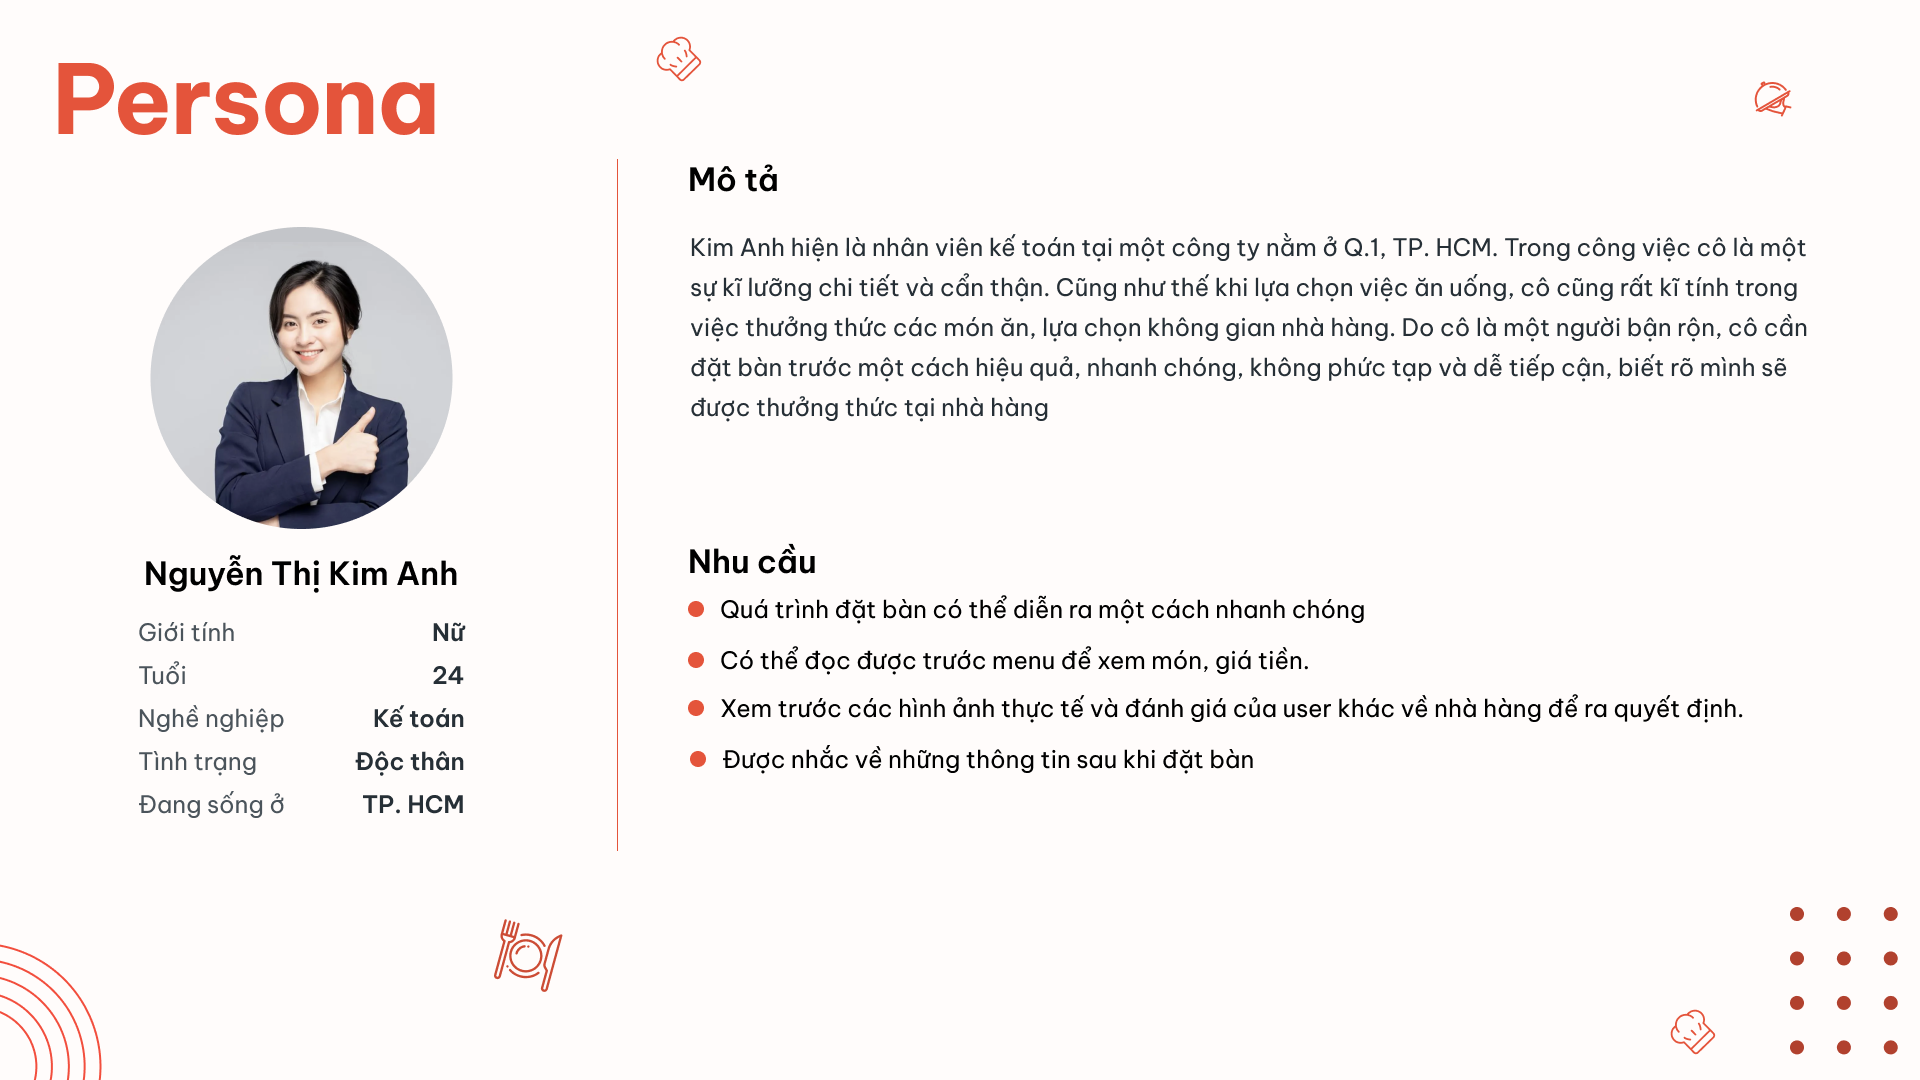 Persona
Nguyễn Thị Kim Anh
Giới tính Nữ
Tuổi 24
Nghề nghiệp Kế toán
Tình trạng Độc thân
Đang sống ở TP. HCM
Mô tả
Kim Anh hiện là nhân viên kế toán tại một công ty nằm ở Q.1, TP. HCM. Trong công việc cô là một
sự kĩ lưỡng chi tiết và cẩn thận. Cũng như thế khi lựa chọn việc ăn uống, cô cũng rất kĩ tính trong
việc thưởng thức các món ăn, lựa chọn không gian nhà hàng. Do cô là một người bận rộn, cô cần
đặt bàn trước một cách hiệu quả, nhanh chóng, không phức tạp và dễ tiếp cận, biết rõ mình sẽ
được thưởng thức tại nhà hàng
Nhu cầu
Quá trình đặt bàn có thể diễn ra một cách nhanh chóng
Có thể đọc được trước menu để xem món, giá tiền.
Xem trước các hình ảnh thực tế và đánh giá của user khác về nhà hàng để ra quyết định.
Được nhắc về những thông tin sau khi đặt bàn